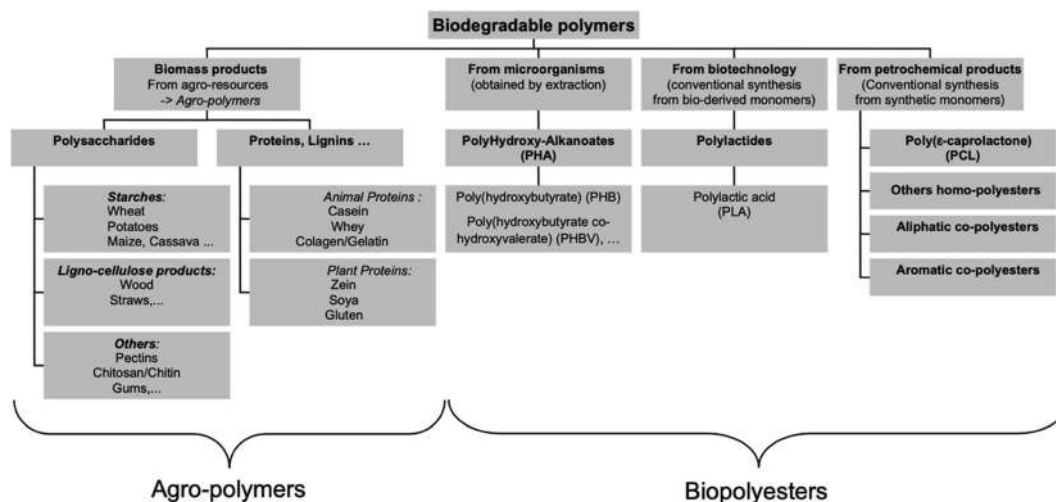 Biodegradable polymers
Biomass products
From agro-resources
-> Agro-polymers
From microorganisms
(obtained by extraction)
From biotechnology
(conventional synthesis
from bio-derived monomers)
From petrochemical products
(Conventional synthesis
from synthetic monomers)
Polysaccharides
Proteins, Lignins ...
PolyHydroxy-Alkanoates
(PHA)
Polylactides
Poly(ε-caprolactone)
(PCL)
Starches:
Wheat
Potatoes
Maize, Cassava ...
Animal Proteins :
Casein
Whey
Colagen/Gelatin
Poly(hydroxybutyrate) (PHB)
Poly(hydroxybutyrate co-
hydroxyvalerate) (PHBV), ...
Polylactic acid
(PLA)
Others homo-polyesters
Aliphatic co-polyesters
Ligno-cellulose products:
Wood
Straws,...
Plant Proteins:
Zein
Soya
Gluten
Aromatic co-polyesters
Others:
Pectins
Chitosan/Chitin
Gums,...
Agro-polymers
Biopolyesters